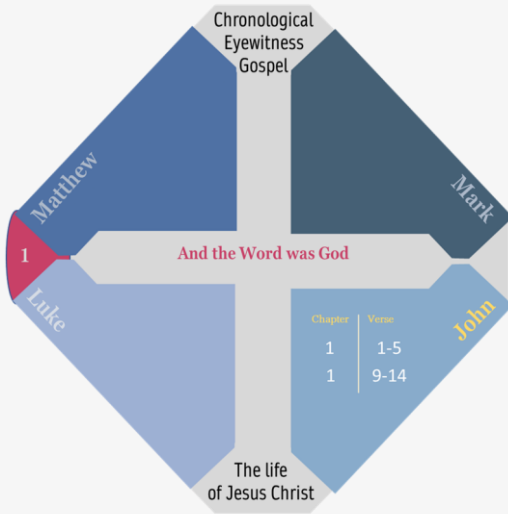 Chronological
Eyewitness
Gospel
Matthew
Mark
1
And the Word was God
Luke
John
Chapter Verse
1 1-5
1 9-14
The life
of Jesus Christ